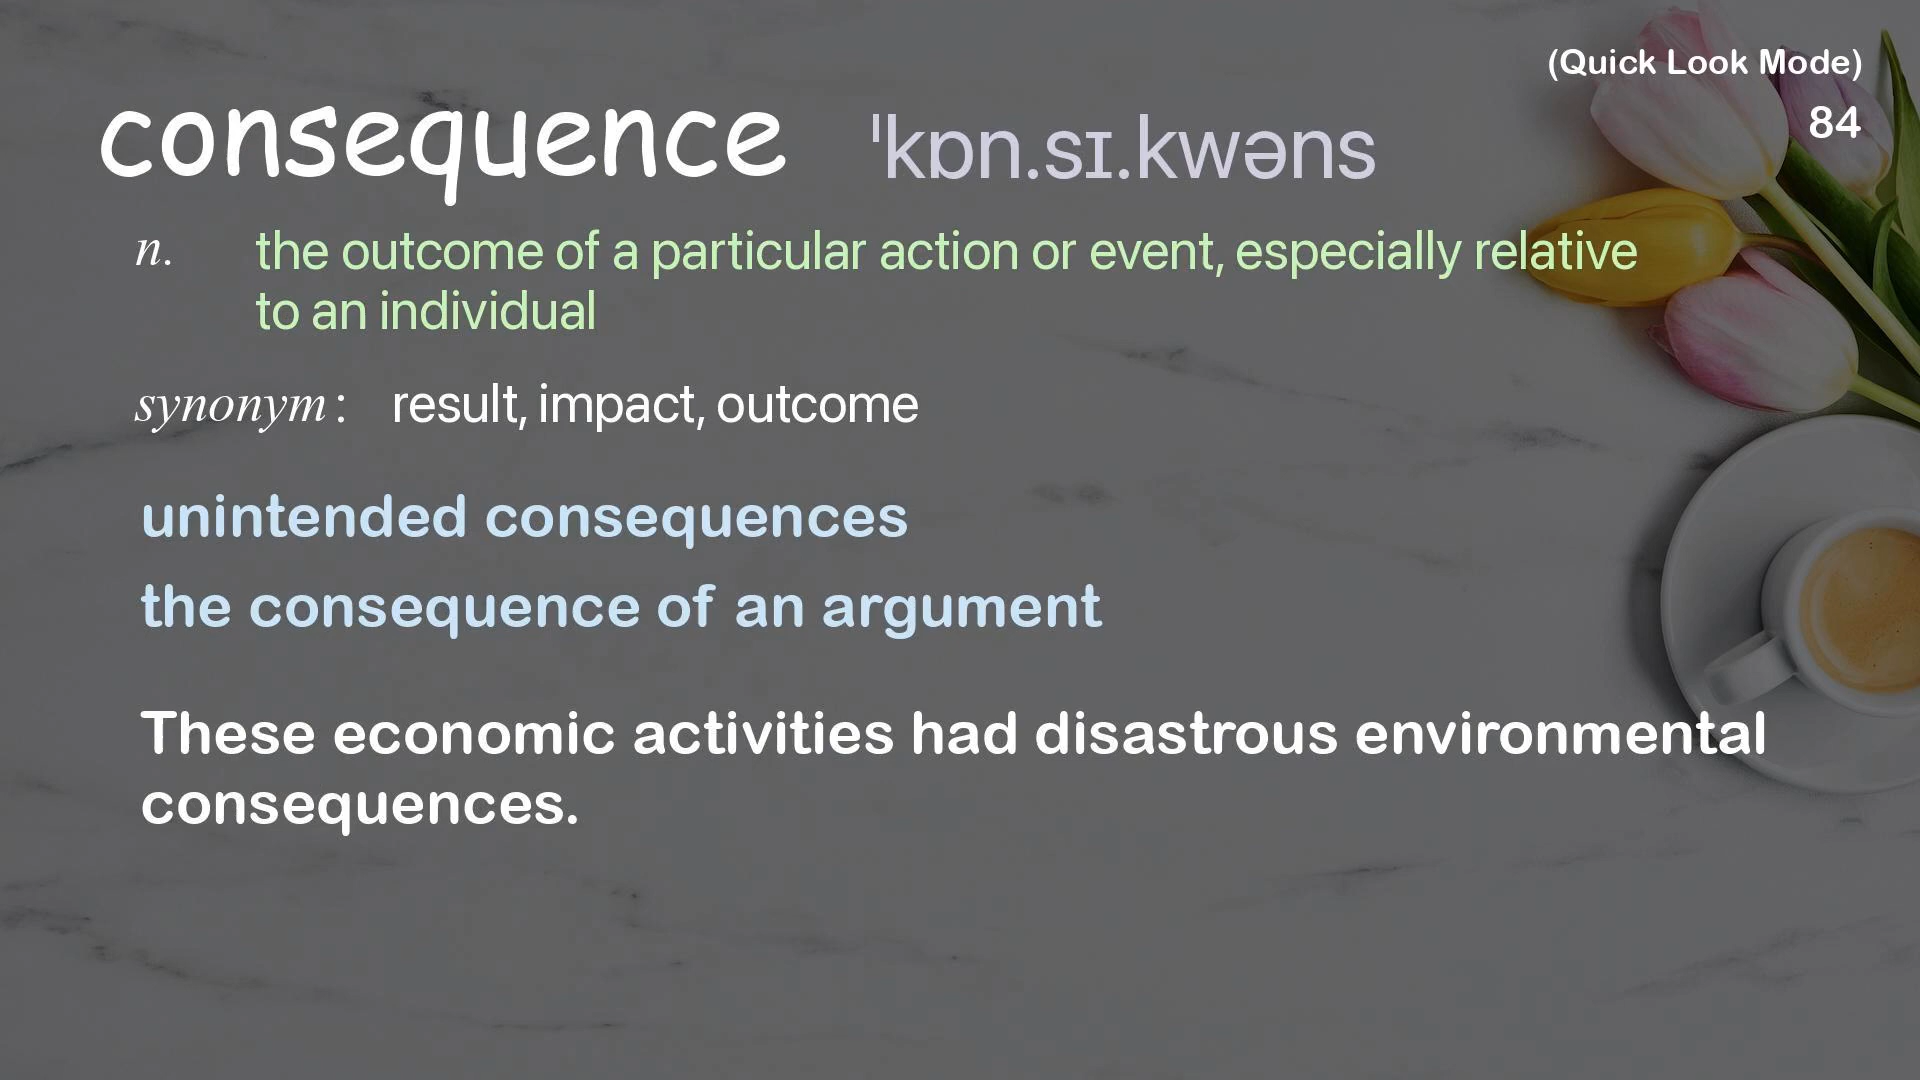 (Quick Look Mode)
84
consequence ˈkɒn.sɪ.kwəns
n. the outcome of a particular action or event, especially relative
to an individual
synonym : result, impact, outcome
unintended consequences
the consequence of an argument
These economic activities had disastrous environmental
consequences.